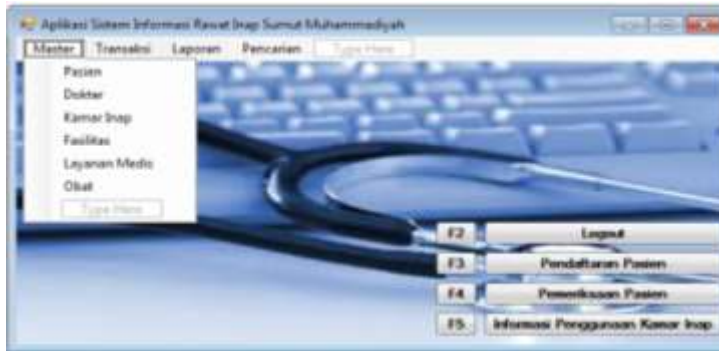 Aplikasi Sistem Informasi Rawat Inap Sumut Muhammadiyah
Master Transaksi Laporan Pencarian Type Here
Pasien
Dokter
Kamar Inap
Fasilitas
Layanan Medis
Obat
Type Here
F2 Logout
F3 Pendaftaran Pasien
F4 Pemeriksaan Pasien
F5 Informasi Penggunaan Kamar Inap